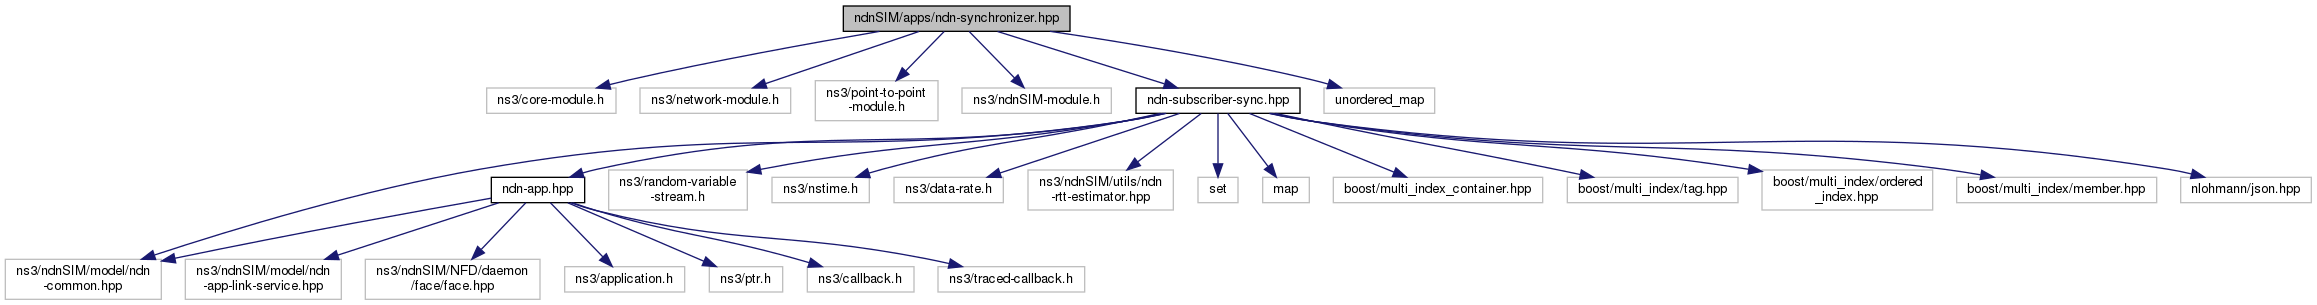 ndnSIM/apps/ndn-synchronizer.hpp
ns3/core-module.h
ns3/network-module.h
ns3/point-to-point
-module.h
ns3/ndnSIM-module.h
ndn-subscriber-sync.hpp
unordered_map
ndn-app.hpp
ns3/random-variable
-stream.h
ns3/nstime.h
ns3/data-rate.h
ns3/ndnSIM/utils/ndn
-rtt-estimator.hpp
set
map
boost/multi_index_container.hpp
boost/multi_index/tag.hpp
boost/multi_index/ordered
_index.hpp
boost/multi_index/member.hpp
nlohmann/json.hpp
ns3/ndnSIM/model/ndn
-common.hpp
ns3/ndnSIM/model/ndn
-app-link-service.hpp
ns3/ndnSIM/NFD/daemon
/face/face.hpp
ns3/application.h
ns3/ptr.h
ns3/callback.h
ns3/traced-callback.h